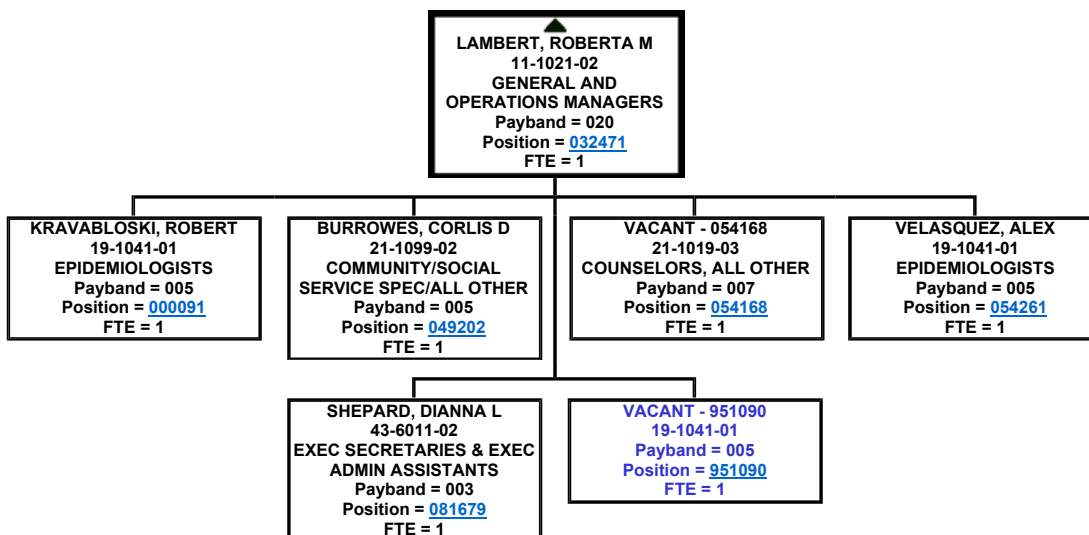 LAMBERT, ROBERTA M
11-1021-02
GENERAL AND
OPERATIONS MANAGERS
Payband = 020
Position = 032471
FTE = 1
KRAVABLOSKI, ROBERT
19-1041-01
EPIDEMIOLOGISTS
Payband = 005
Position = 000091
FTE = 1
BURROWES, CORLIS D
21-1099-02
COMMUNITY/SOCIAL
SERVICE SPEC/ALL OTHER
Payband = 005
Position = 049202
FTE = 1
VACANT - 054168
21-1019-03
COUNSELORS, ALL OTHER
Payband = 007
Position = 054168
FTE = 1
VELASQUEZ, ALEX
19-1041-01
EPIDEMIOLOGISTS
Payband = 005
Position = 054261
FTE = 1
SHEPARD, DIANNA L
43-6011-02
EXEC SECRETARIES & EXEC
ADMIN ASSISTANTS
Payband = 003
Position = 081679
FTE = 1
VACANT - 951090
19-1041-01
Payband = 005
Position = 951090
FTE = 1